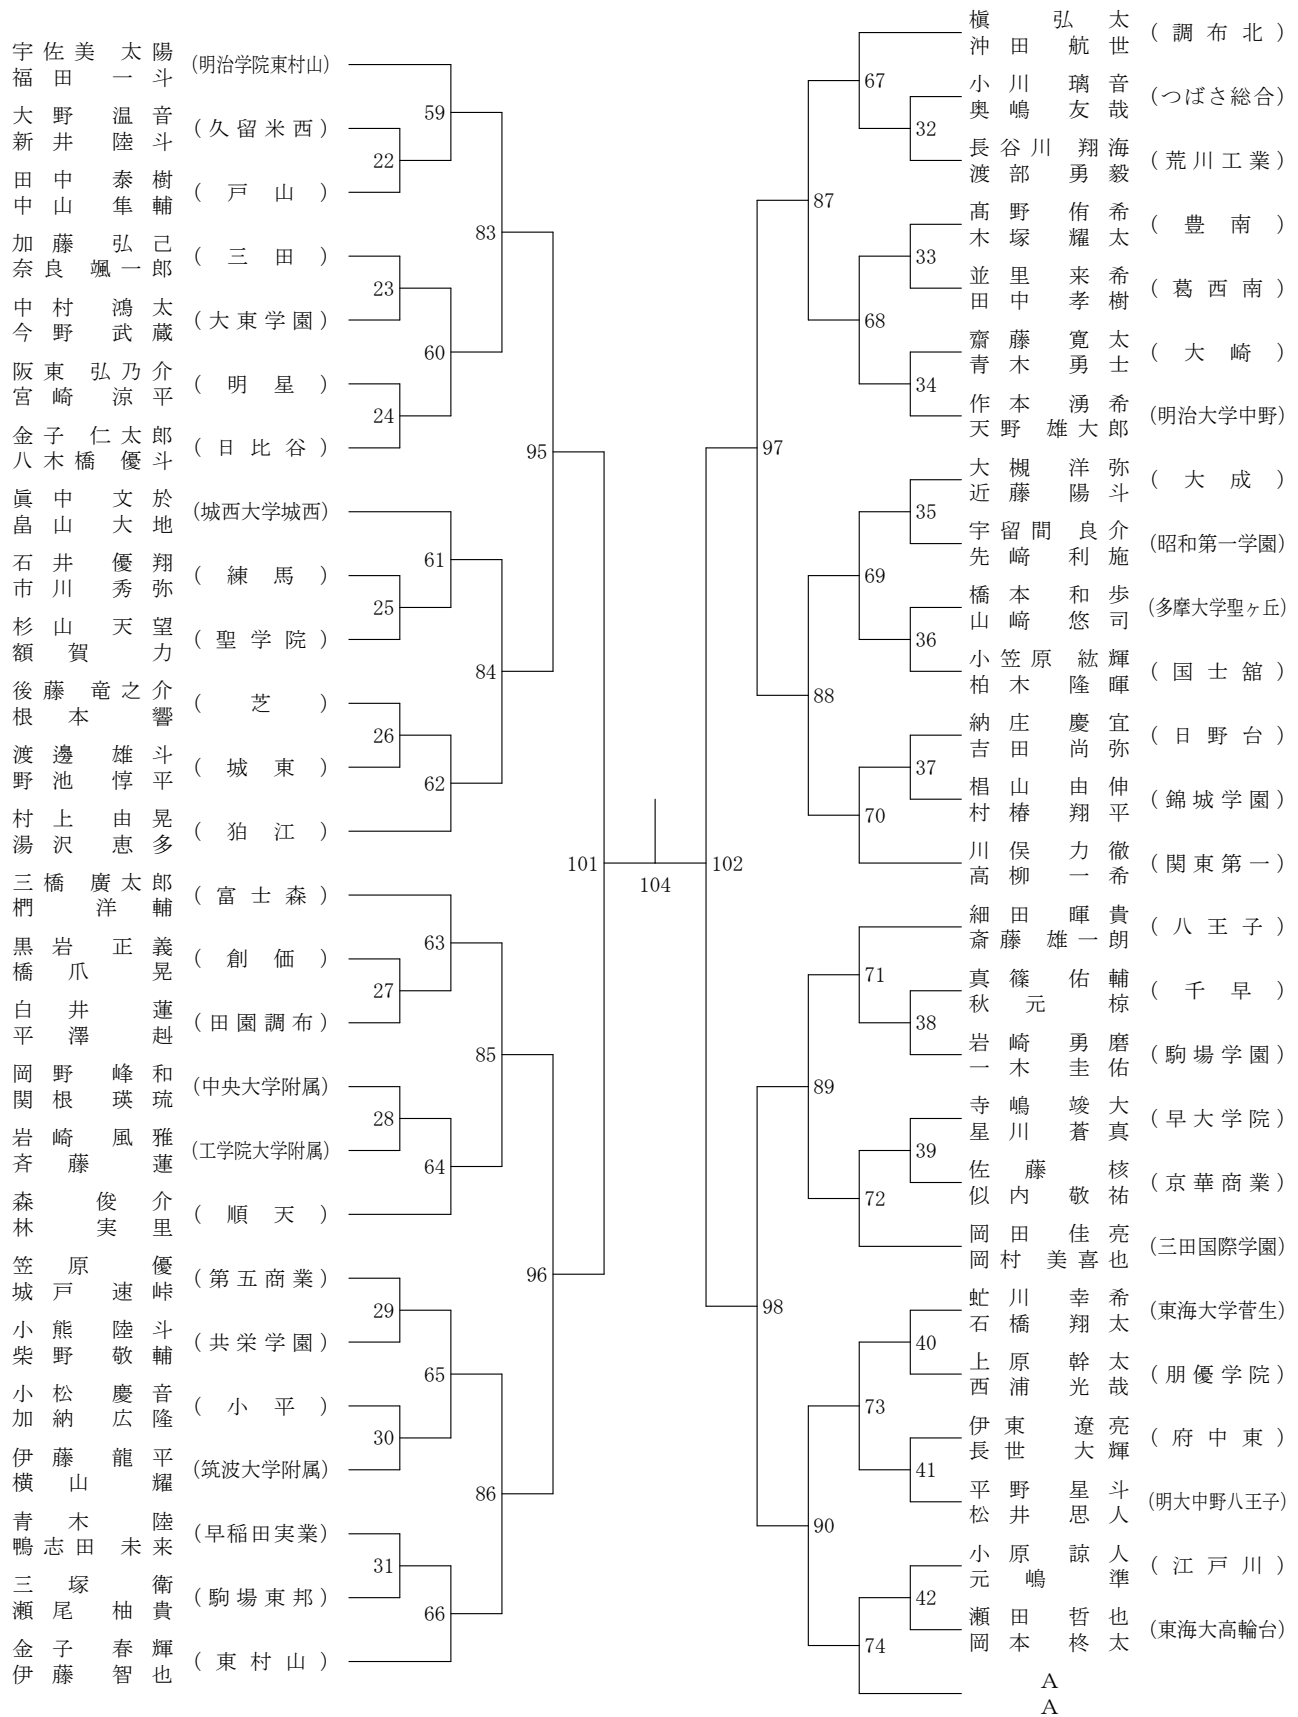 宇佐美 太陽 (明治学院東村山)
福田 一斗
59
大野 温音 (久留米西)
新井 陸斗
22
田中 泰樹 (戸山)
中山 隼輔
83
加藤 弘己 (三田)
奈良 颯一郎
23
中村 鴻太 (大東学園)
今野 武蔵
60
阪東 弘乃介 (明星)
宮崎 涼平
24
金子 仁太郎 (日比谷)
八木橋 優斗
95
眞中 文於 (城西大学城西)
畠山 大地
61
石井 優翔 (練馬)
市川 秀弥
25
杉山 天望 (聖学院)
額賀 力
84
後藤 竜之介 (芝)
根本 響
26
渡邊 雄斗 (城東)
野池 惇平
62
村上 由晃 (狛江)
湯沢 恵多
101
三橋 廣太郎 (富士森)
椚 洋輔
63
黒岩 正義 (創価)
橋爪 晃
27
白井 蓮 (田園調布)
平澤 赳
85
岡野 峰和 (中央大学附属)
関根 瑛琉
28
岩崎 風雅 (工学院大学附属)
斉藤 蓮
64
森 俊介 (順天)
林 実里
96
笠原 優 (第五商業)
城戸 速峠
29
小熊 陸斗 (共栄学園)
柴野 敬輔
65
小松 慶音 (小平)
加納 広隆
30
伊藤 龍平 (筑波大学附属)
横山 耀
86
青木 陸 (早稲田実業)
鴨志田 未来
31
三塚 衛 (駒場東邦)
瀬尾 柚貴
66
金子 春輝 (東村山)
伊藤 智也
104
槇 弘太 (調布北)
沖田 航世
67
小川 璃音 (つばさ総合)
奥嶋 友哉
32
長谷川 翔海 (荒川工業)
渡部 勇毅
87
髙野 侑希 (豊南)
木塚 耀太
33
並里 来希 (葛西南)
田中 孝樹
68
齋藤 寛太 (大崎)
青木 勇士
34
作本 湧希 (明治大学中野)
天野 雄大郎
97
大槻 洋弥 (大成)
近藤 陽斗
35
宇留間 良介 (昭和第一学園)
先﨑 利施
69
橋本 和歩 (多摩大学聖ヶ丘)
山﨑 悠司
36
小笠原 紘輝 (国士舘)
柏木 隆暉
88
納庄 慶宜 (日野台)
吉田 尚弥
37
椙山 由伸 (錦城学園)
村椿 翔平
70
川俣 力徹 (関東第一)
高柳 一希
102
細田 暉貴 (八王子)
斎藤 雄一朗
71
真篠 佑輔 (千早)
秋元 椋
38
岩崎 勇磨 (駒場学園)
一木 圭佑
89
寺嶋 竣大 (早大学院)
星川 蒼真
39
佐藤 核 (京華商業)
似内 敬祐
72
岡田 佳亮 (三田国際学園)
岡村 美喜也
98
虻川 幸希 (東海大学菅生)
石橋 翔太
40
上原 幹太 (朋優学院)
西浦 光哉
73
伊東 遼亮 (府中東)
長世 大輝
41
平野 星斗 (明大中野八王子)
松井 思人
90
小原 諒人 (江戸川)
元嶋 準
42
瀬田 哲也 (東海大高輪台)
岡本 柊太
74
A
A